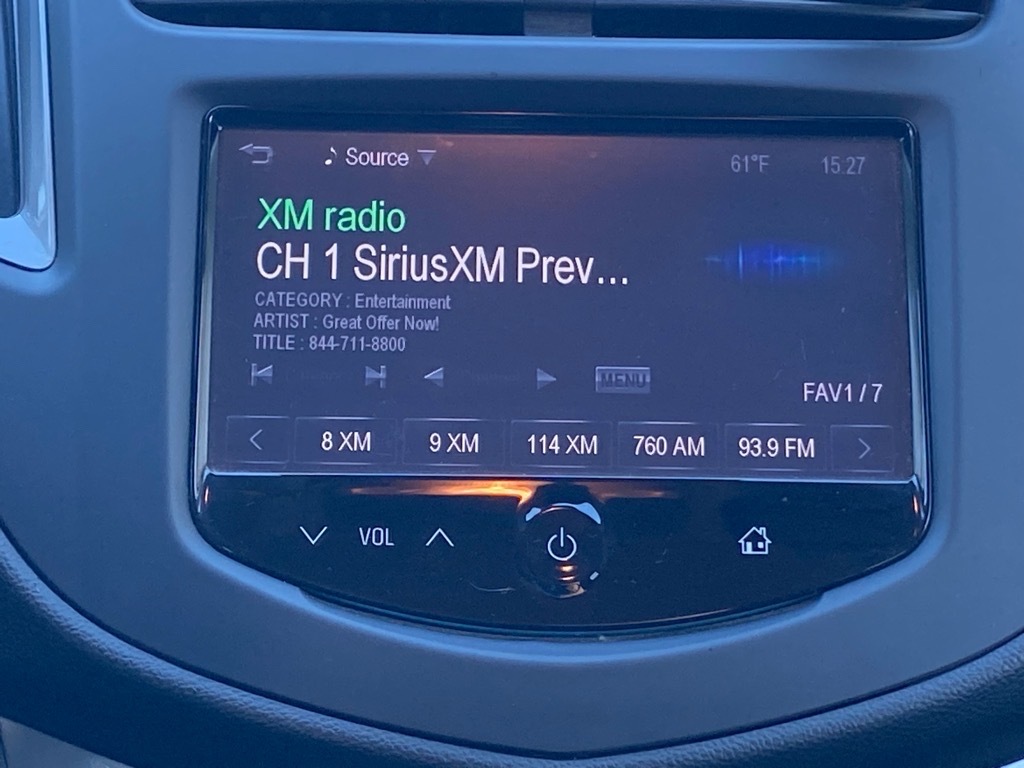 Source 61°F 15:27
XM radio
CH 1 SiriusXM Prev...
CATEGORY : Entertainment
ARTIST : Great Offer Now!
TITLE : 844-711-8800
MENU
FAV1 / 7
8 XM 9 XM 114 XM 760 AM 93.9 FM
VOL